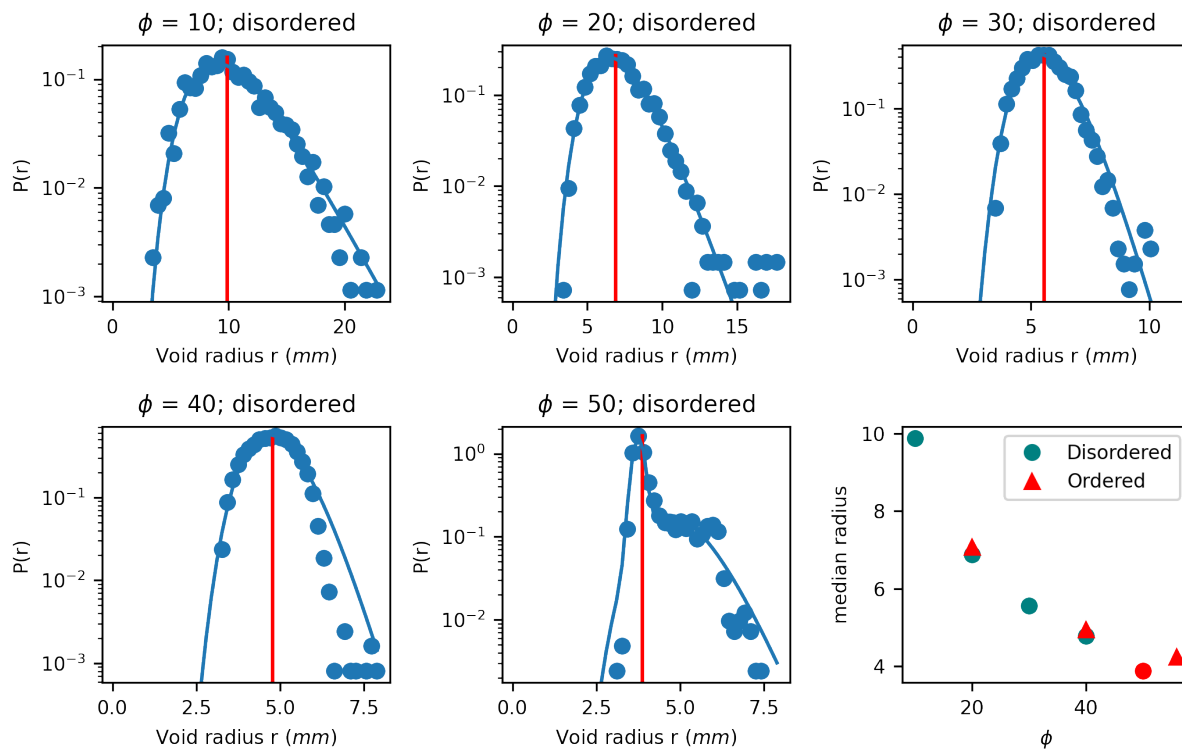 ϕ = 10; disordered
P(r)
10⁻¹
10⁻²
10⁻³
0 10 20
Void radius r (mm)
ϕ = 20; disordered
P(r)
10⁻¹
10⁻²
10⁻³
0 5 10 15
Void radius r (mm)
ϕ = 30; disordered
P(r)
10⁻¹
10⁻²
10⁻³
0 5 10
Void radius r (mm)
ϕ = 40; disordered
P(r)
10⁻¹
10⁻²
10⁻³
0.0 2.5 5.0 7.5
Void radius r (mm)
ϕ = 50; disordered
P(r)
10⁰
10⁻¹
10⁻²
0.0 2.5 5.0 7.5
Void radius r (mm)
median radius
10
8
6
4
Disordered
Ordered
20 40
ϕ